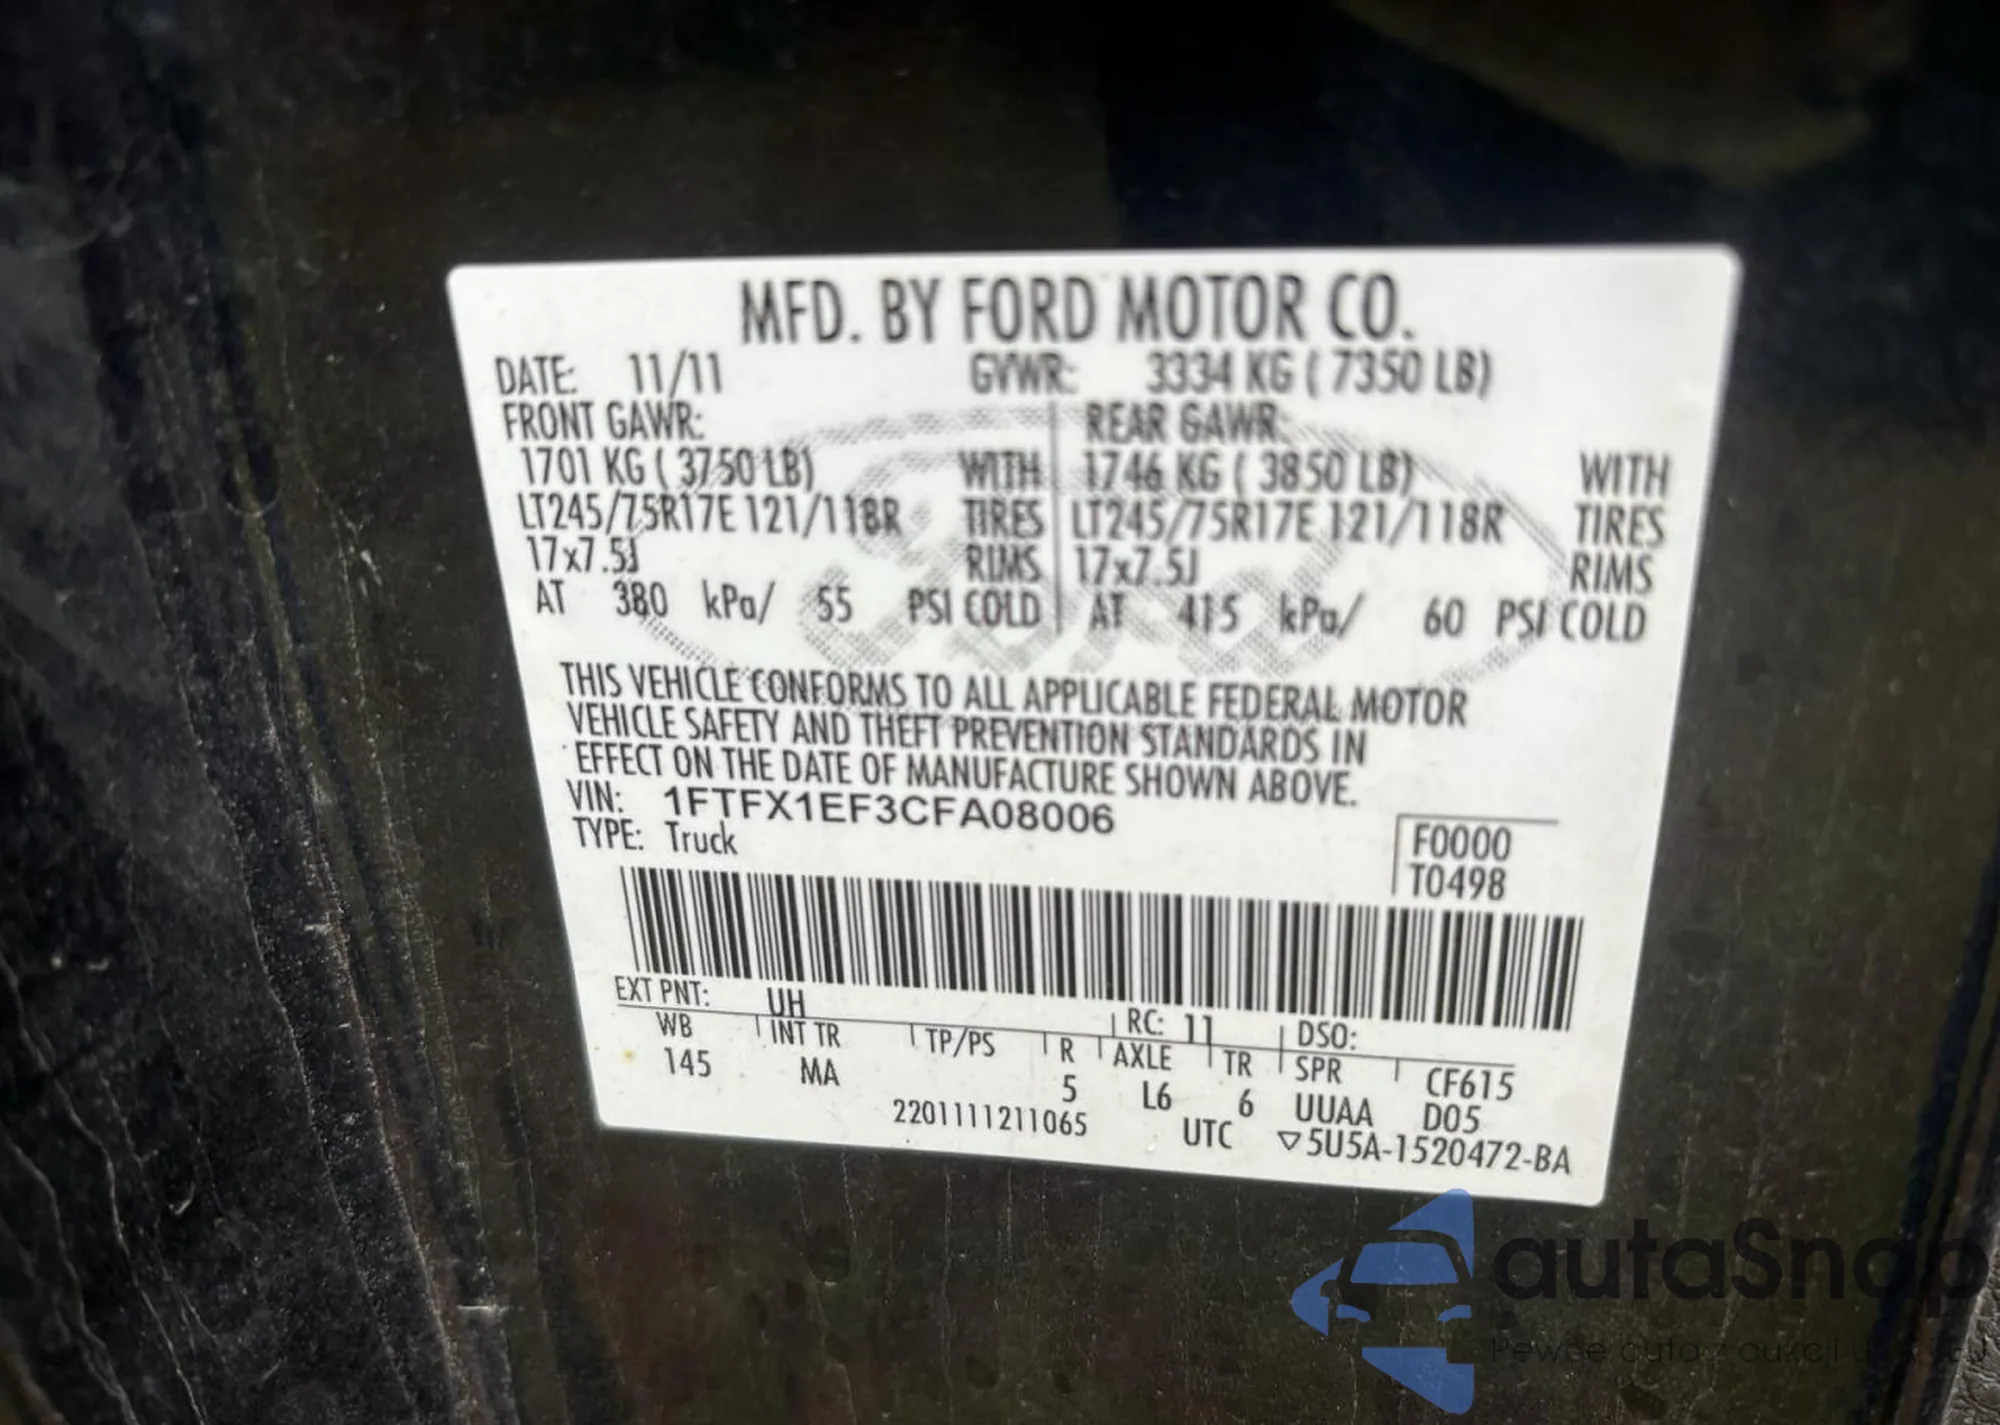 MFD. BY FORD MOTOR CO.
DATE: 11/11 GVWR: 3334 KG ( 7350 LB)
FRONT GAWR: REAR GAWR:
1701 KG ( 3750 LB) WITH 1746 KG ( 3850 LB) WITH
LT245/75R17E 121/118R TIRES LT245/75R17E 121/118R TIRES
17x7.5J RIMS 17x7.5J RIMS
AT 380 kPa/ 55 PSI COLD AT 415 kPa/ 60 PSI COLD
THIS VEHICLE CONFORMS TO ALL APPLICABLE FEDERAL MOTOR
VEHICLE SAFETY AND THEFT PREVENTION STANDARDS IN
EFFECT ON THE DATE OF MANUFACTURE SHOWN ABOVE.
VIN: 1FTFX1EF3CFA08006
TYPE: Truck
F0000
T0498
EXT PNT: UH RC: 11 DSO:
WB INT TR TP/PS R AXLE TR SPR CF615
145 MA 5 L6 6 UUAA D05
2201111211065 UTC ▽5U5A-1520472-BA
Ford
autaSnap
Pewne auta z aukcji